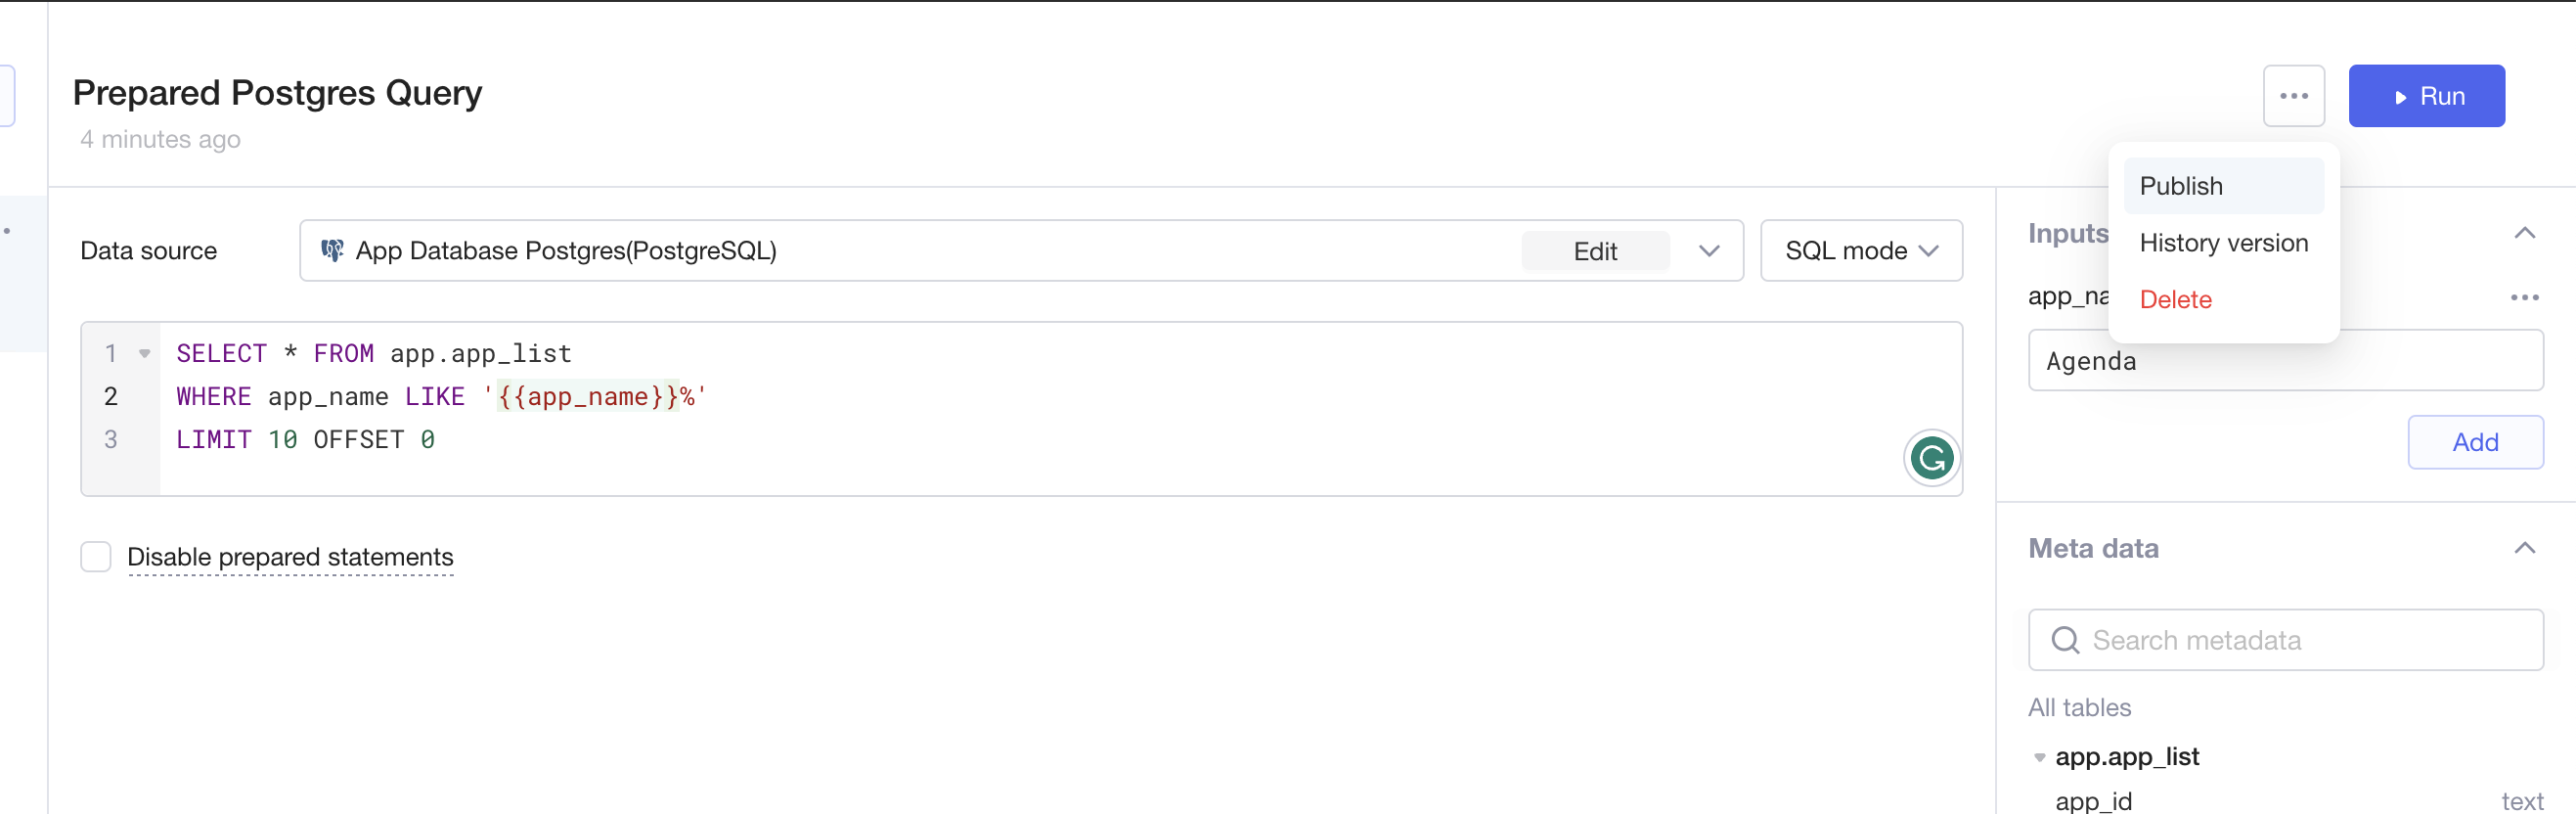 Prepared Postgres Query
4 minutes ago
Run
Publish
History version
Delete
Data source
App Database Postgres(PostgreSQL)
Edit
SQL mode
1 SELECT * FROM app.app_list
2 WHERE app_name LIKE '{{app_name}}%'
3 LIMIT 10 OFFSET 0
Disable prepared statements
Inputs
app_na
Agenda
Add
Meta data
Search metadata
All tables
app.app_list
app_id text